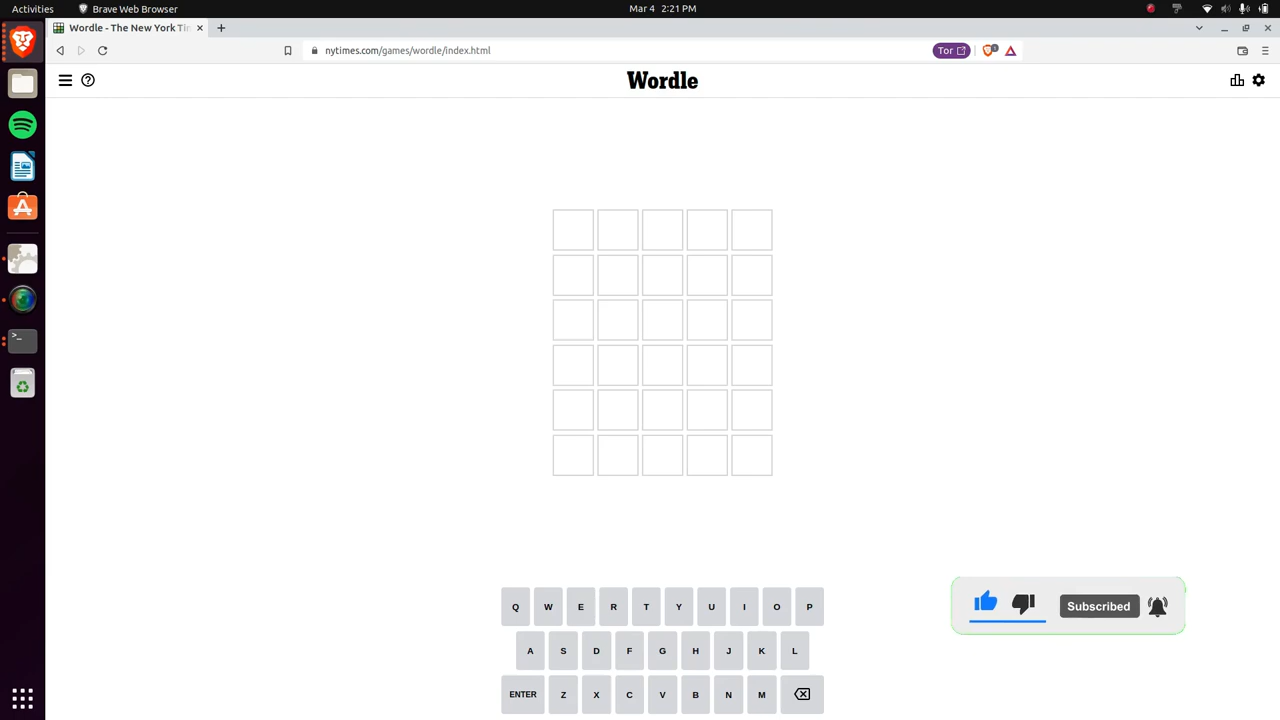 Activities Brave Web Browser Mar 4 2:21 PM
Wordle - The New York Tin
nytimes.com/games/wordle/index.html Tor
Wordle
Subscribed
Q W E R T Y U I O P
A S D F G H J K L
ENTER Z X C V B N M